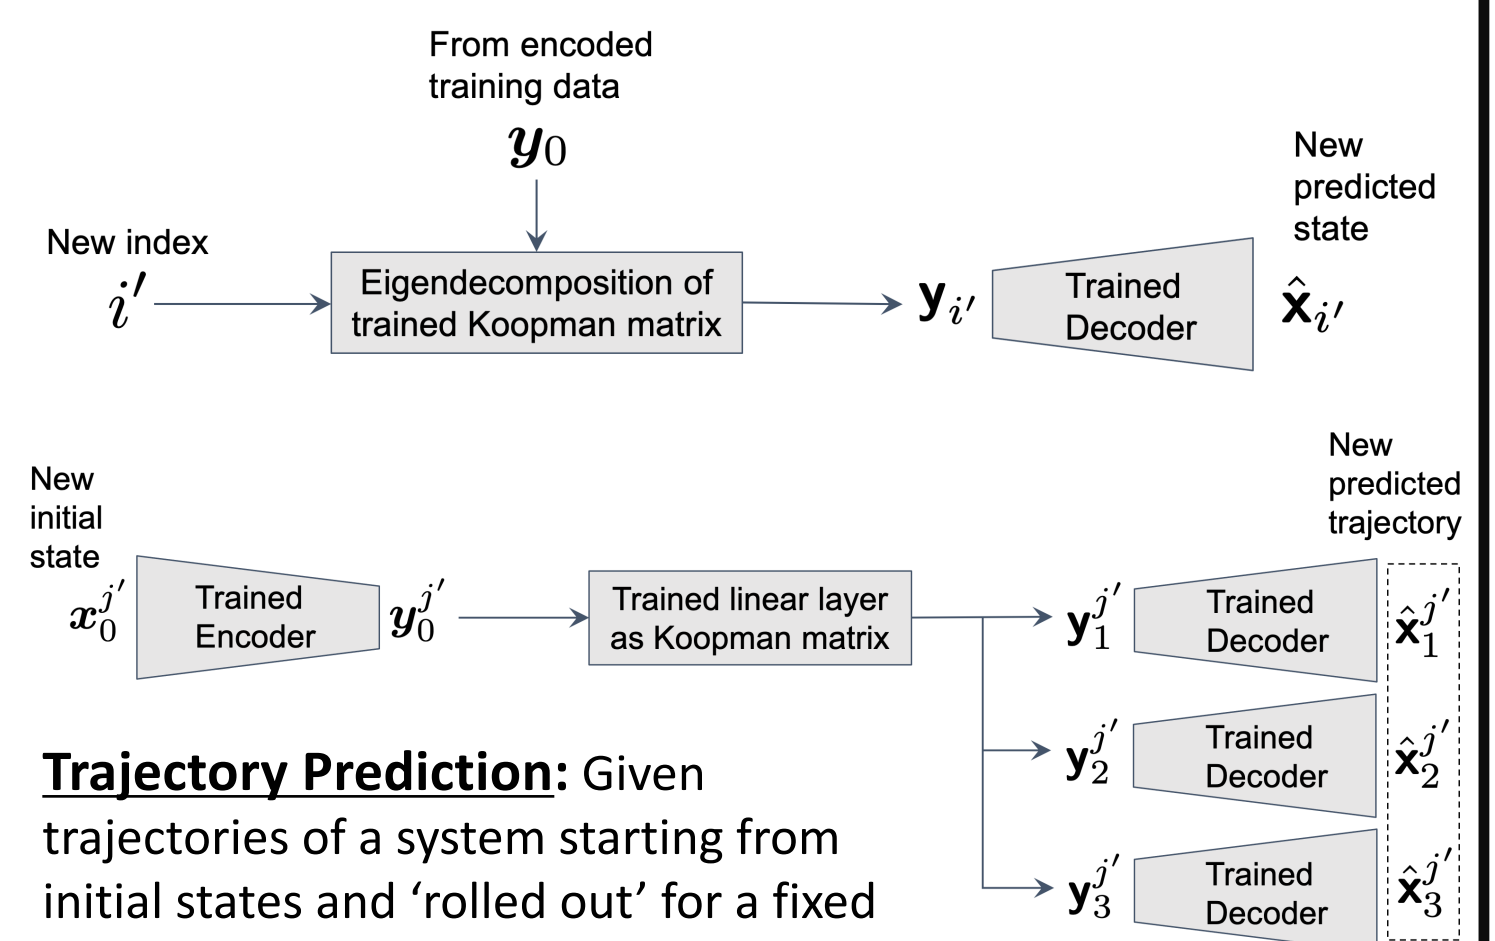 From encoded
training data
y₀
New index
i′
Eigendecomposition of
trained Koopman matrix
yᵢ′
Trained
Decoder
New
predicted
state
x̂ᵢ′
New
initial
state
x₀ʲ′
Trained
Encoder
y₀ʲ′
Trained linear layer
as Koopman matrix
New
predicted
trajectory
y₁ʲ′
Trained
Decoder
x̂₁ʲ′
y₂ʲ′
Trained
Decoder
x̂₂ʲ′
y₃ʲ′
Trained
Decoder
x̂₃ʲ′
Trajectory Prediction: Given
trajectories of a system starting from
initial states and ‘rolled out’ for a fixed